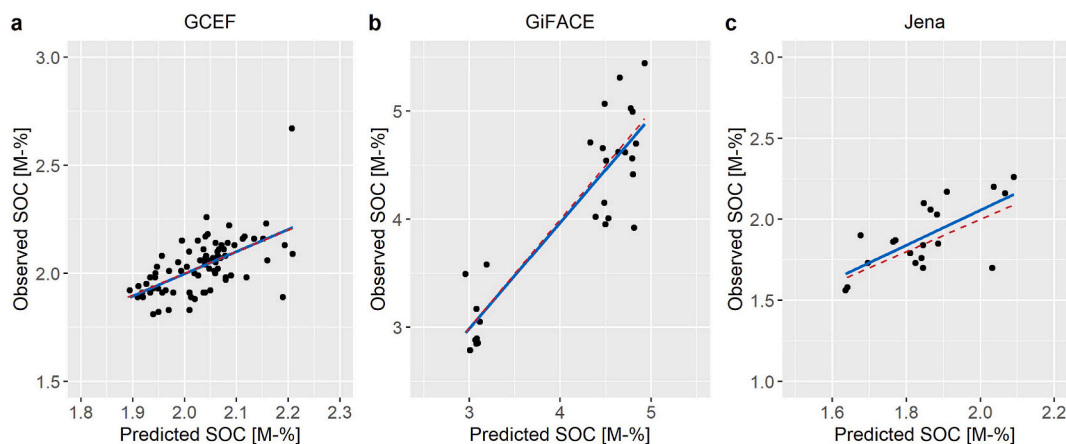 a GCEF
Observed SOC [M-%]
3.0
2.5
2.0
1.5
1.8 1.9 2.0 2.1 2.2 2.3
Predicted SOC [M-%]
b GiFACE
Observed SOC [M-%]
5
4
3
3 4 5
Predicted SOC [M-%]
c Jena
Observed SOC [M-%]
3.0
2.5
2.0
1.5
1.0
1.6 1.8 2.0 2.2
Predicted SOC [M-%]